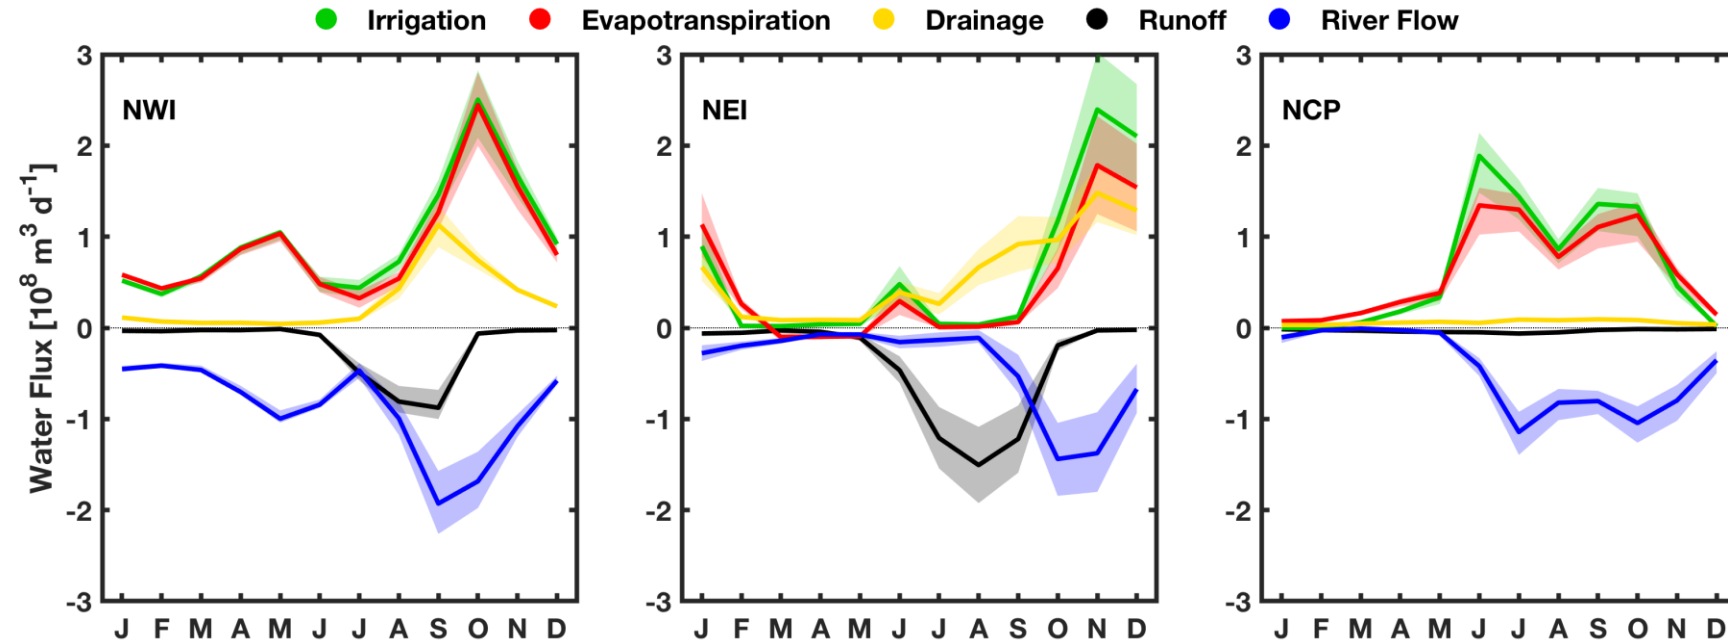 Irrigation Evapotranspiration Drainage Runoff River Flow
Water Flux [10⁸ m³ d⁻¹]
NWI
3
2
1
0
-1
-2
-3
J F M A M J J A S O N D
NEI
3
2
1
0
-1
-2
-3
J F M A M J J A S O N D
NCP
3
2
1
0
-1
-2
-3
J F M A M J J A S O N D